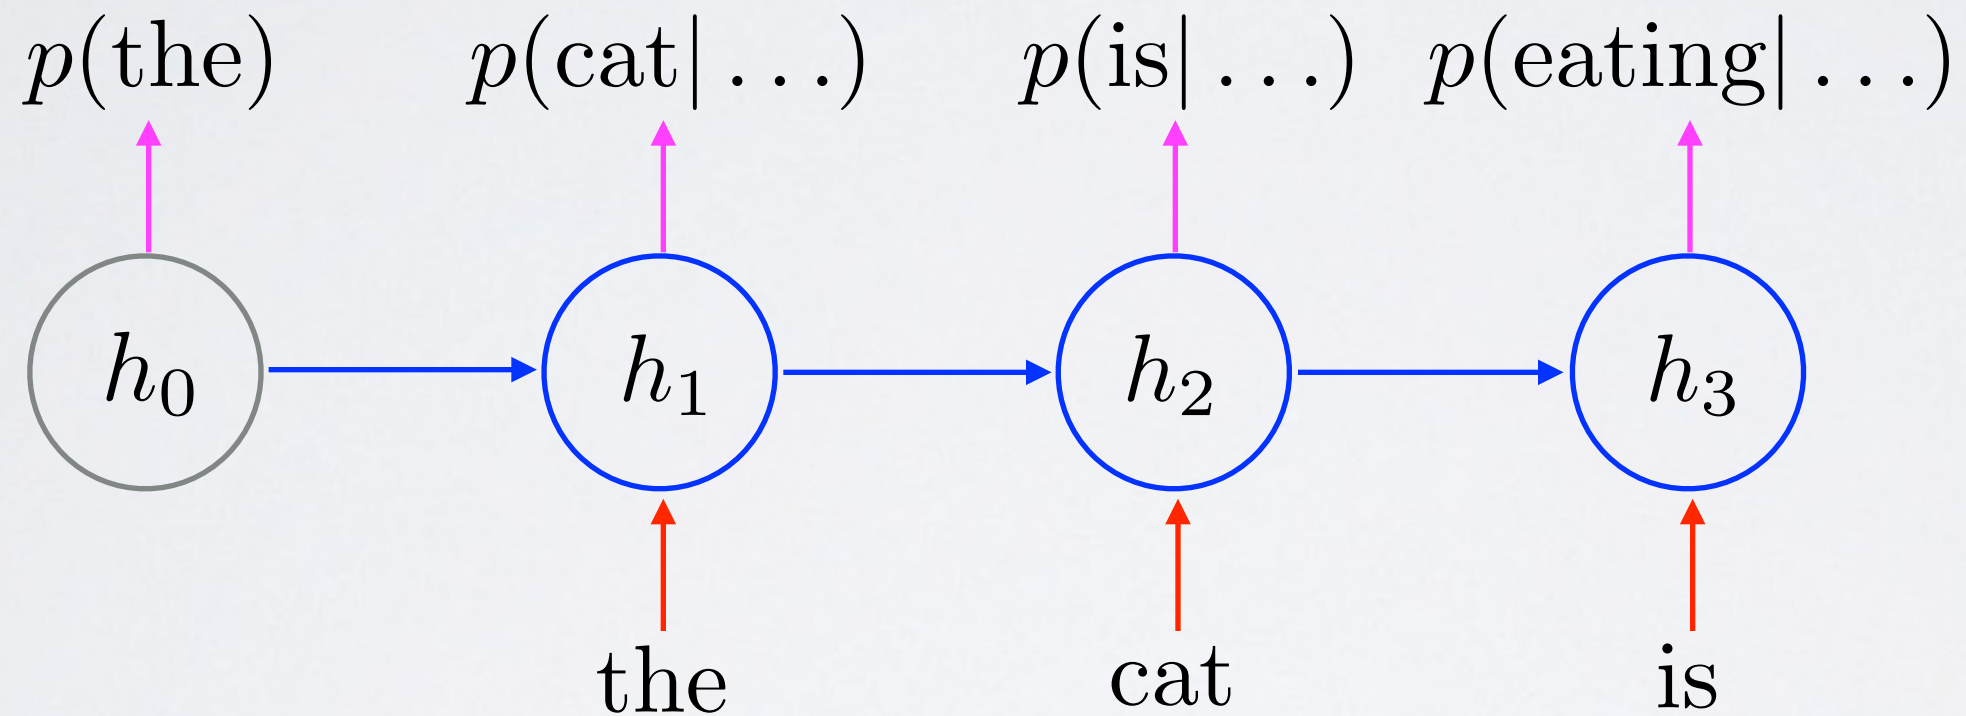 p(the) p(cat| . . .) p(is| . . .) p(eating| . . .)
h₀ h₁ h₂ h₃
the cat is